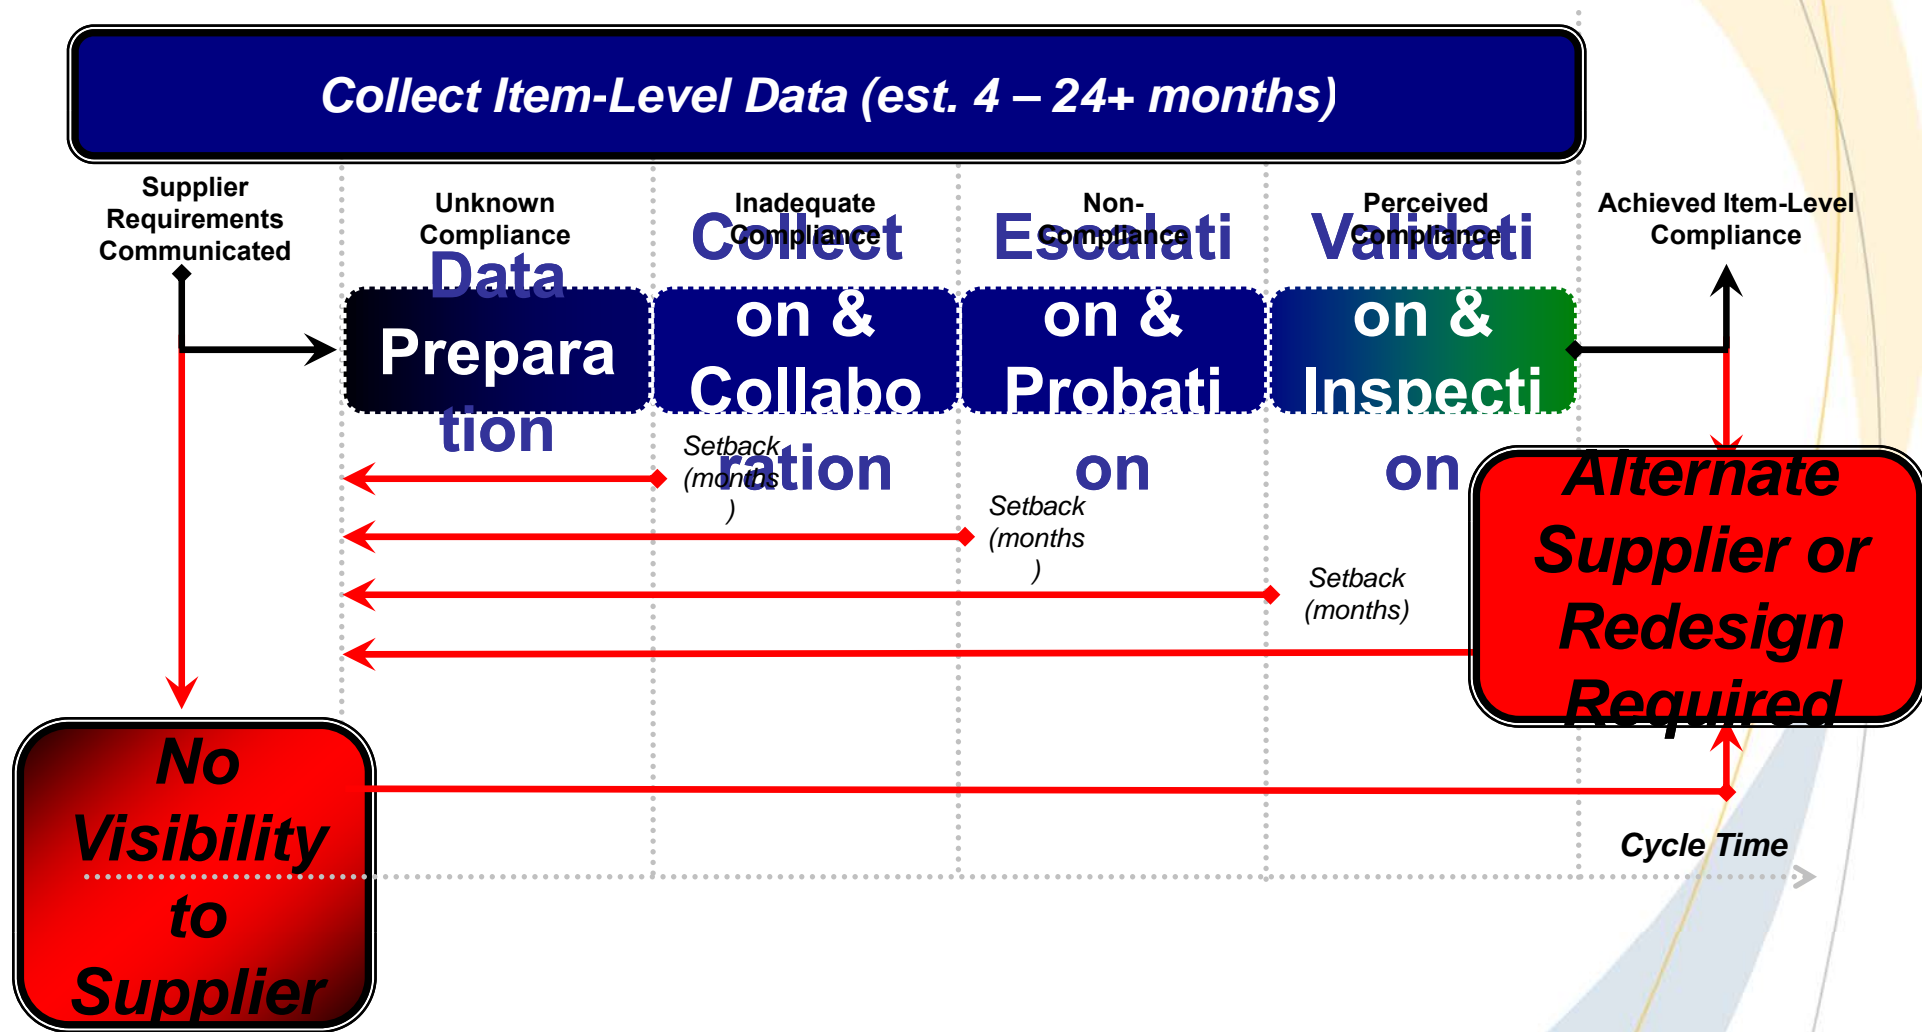 Collect Item-Level Data (est. 4 – 24+ months)
Supplier
Requirements
Communicated
Unknown
Compliance
Inadequate
Compliance
Non-
Compliance
Perceived
Compliance
Achieved Item-Level
Compliance
Data
Prepara
tion
Collect
on &
Collabo
ration
Escalati
on &
Probati
on
Validati
on &
Inspecti
on
Setback
(months
)
Setback
(months
)
Setback
(months)
Alternate
Supplier or
Redesign
Required
No
Visibility
to
Supplier
Cycle Time